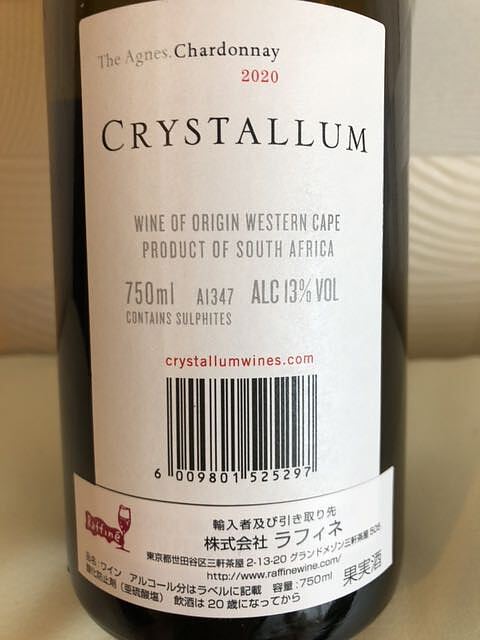 The Agnes. Chardonnay
2020
CRYSTALLUM
WINE OF ORIGIN WESTERN CAPE
PRODUCT OF SOUTH AFRICA
750ml A1347 ALC 13% VOL
CONTAINS SULPHITES
crystallumwines.com
6 009801 525297
Raffiné
輸入者及び引き取り先
株式会社 ラフィネ
東京都世田谷区三軒茶屋 2-13-20 グランドメゾン三軒茶屋 506
http://www.raffinewine.com/
品名:ワイン アルコール分はラベルに記載 容量:750ml
酸化防止剤(亜硫酸塩) 飲酒は20歳になってから
果実酒